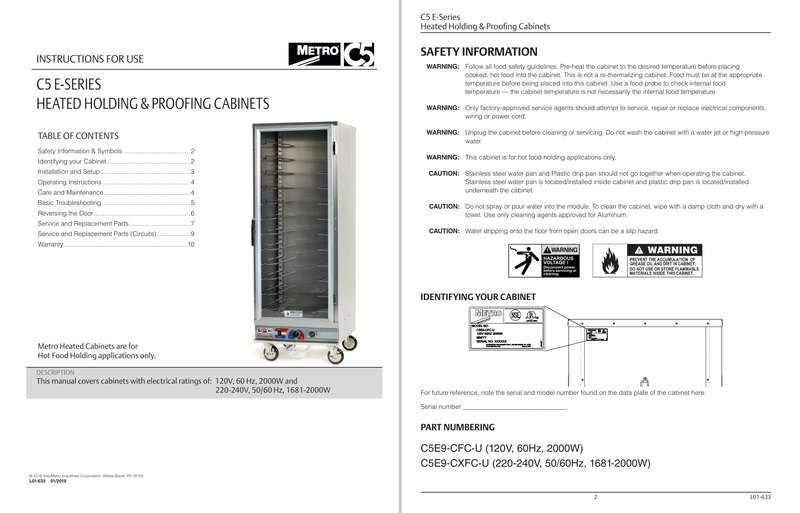 INSTRUCTIONS FOR USE
METRO C5
C5 E-SERIES
HEATED HOLDING & PROOFING CABINETS
TABLE OF CONTENTS
Safety Information & Symbols ........ 2
Identifying your Cabinet ........ 2
Installation and Setup ........ 3
Operating Instructions ........ 4
Care and Maintenance ........ 4
Basic Troubleshooting ........ 5
Reversing the Door ........ 6
Service and Replacement Parts ........ 7
Service and Replacement Parts (Circuits) ........ 9
Warranty ........ 10
Metro Heated Cabinets are for
Hot Food Holding applications only.
DESCRIPTION
This manual covers cabinets with electrical ratings of: 120V, 60 Hz, 2000W and
220-240V, 50/60 Hz, 1681-2000W
© 2019 InterMetro Industries Corporation, Wilkes-Barre, PA 18705
L01-633 01/2019
C5 E-Series
Heated Holding & Proofing Cabinets
SAFETY INFORMATION
WARNING: Follow all food safety guidelines. Pre-heat the cabinet to the desired temperature before placing
cooked, hot food into the cabinet. This is not a re-thermalizing cabinet. Food must be at the appropriate
temperature before being placed into this cabinet. Use a food probe to check internal food
temperature — the cabinet temperature is not necessarily the internal food temperature.
WARNING: Only factory-approved service agents should attempt to service, repair or replace electrical components,
wiring or power cord.
WARNING: Unplug the cabinet before cleaning or servicing. Do not wash the cabinet with a water jet or high pressure
water.
WARNING: This cabinet is for hot food holding applications only.
CAUTION: Stainless steel water pan and Plastic drip pan should not go together when operating the cabinet.
Stainless steel water pan is located/installed inside cabinet and plastic drip pan is located/installed
underneath the cabinet.
CAUTION: Do not spray or pour water into the module. To clean the cabinet, wipe with a damp cloth and dry with a
towel. Use only cleaning agents approved for Aluminum.
CAUTION: Water dripping onto the floor from open doors can be a slip hazard.
WARNING
HAZARDOUS
VOLTAGE !
Disconnect power
before servicing or
cleaning.
WARNING
PREVENT THE ACCUMULATION OF
GREASE OIL AND DIRT IN CABINET.
DO NOT USE OR STORE FLAMMABLE
MATERIALS INSIDE THIS CABINET.
IDENTIFYING YOUR CABINET
METRO
NSF
MODEL NO.
C5E9-CFC-U
120V 60HZ 2000W
MM/YY
SERIAL NO. XXXXXX
For future reference, note the serial and model number found on the data plate of the cabinet here:
Serial number ________________________________
PART NUMBERING
C5E9-CFC-U (120V, 60Hz, 2000W)
C5E9-CXFC-U (220-240V, 50/60Hz, 1681-2000W)
2
L01-633